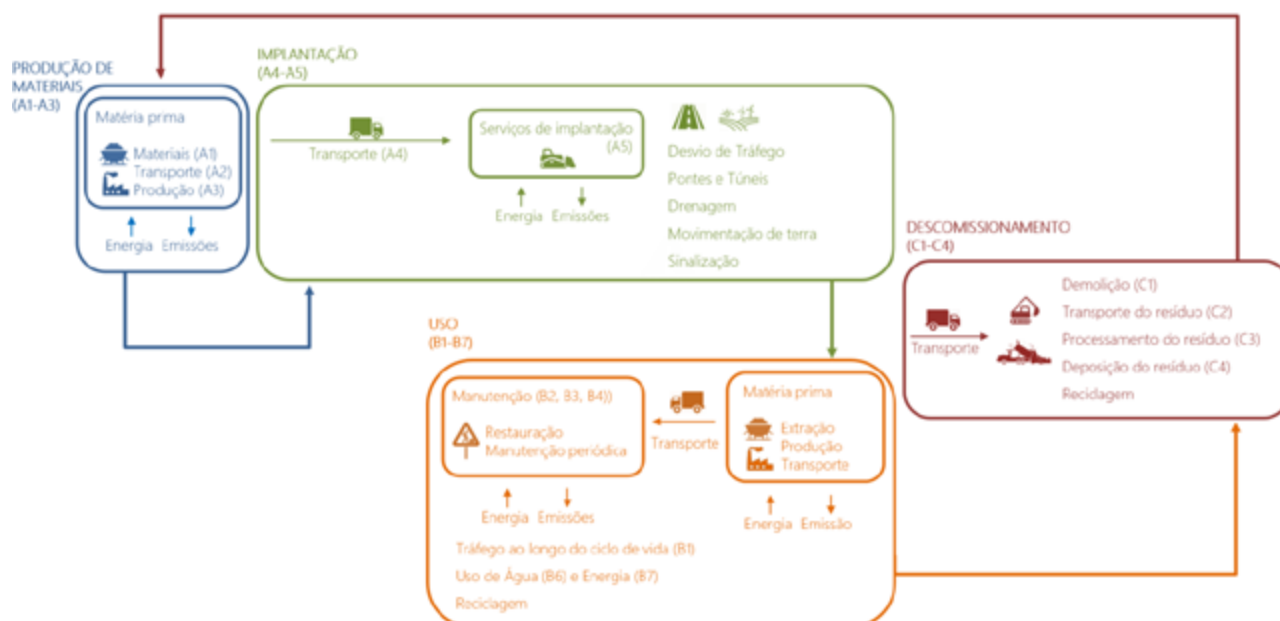 PRODUÇÃO DE
MATERIAIS
(A1-A3)
Matéria prima
Materiais (A1)
Transporte (A2)
Produção (A3)
Energia Emissões
IMPLANTAÇÃO
(A4-A5)
Transporte (A4)
Serviços de implantação
(A5)
Energia Emissões
Desvio de Tráfego
Pontes e Túneis
Drenagem
Movimentação de terra
Sinalização
USO
(B1-B7)
Manutenção (B2, B3, B4))
Restauração
Manutenção periódica
Energia Emissões
Transporte
Matéria prima
Extração
Produção
Transporte
Energia Emissão
Tráfego ao longo do ciclo de vida (B1)
Uso de Água (B6) e Energia (B7)
Reciclagem
DESCOMISSIONAMENTO
(C1-C4)
Transporte
Demolição (C1)
Transporte do resíduo (C2)
Processamento do resíduo (C3)
Deposição do resíduo (C4)
Reciclagem